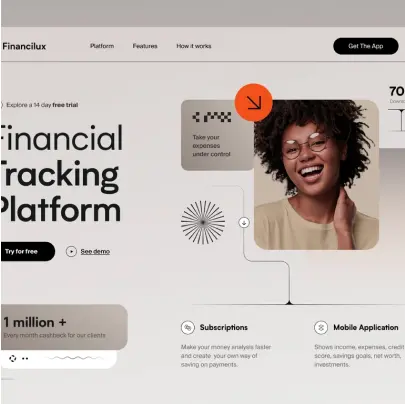 Financilux
Platform
Features
How it works
Get The App
Explore a 14 day free trial
Financial
Tracking
Platform
Try for free
See demo
Take your
expenses
under control
70
1 million +
Every month cashback for our clients
Subscriptions
Make your money analysis faster
and create your own way of
saving on payments.
Mobile Application
Shows income, expenses, credit
score, savings goals, net worth,
investments.